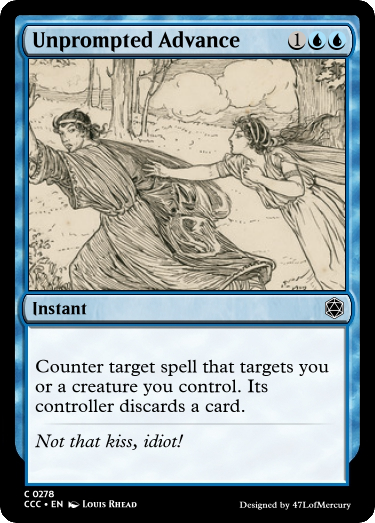 Unprompted Advance 1
Instant
Counter target spell that targets you
or a creature you control. Its
controller discards a card.
Not that kiss, idiot!
C 0278
CCC • EN Louis Rhead
Designed by 47LofMercury